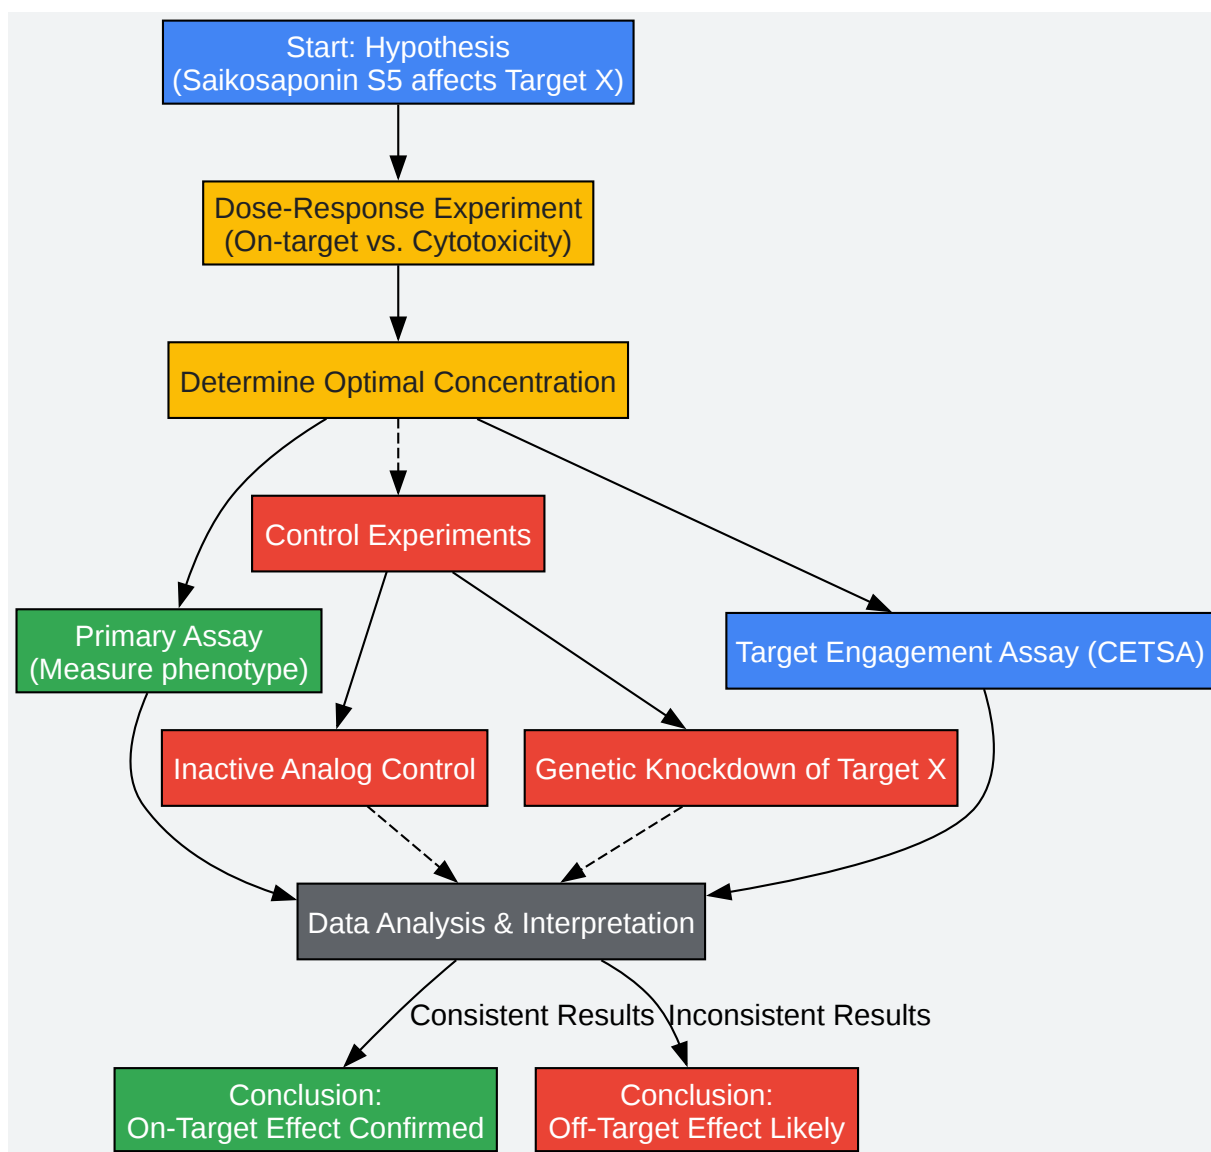 Start: Hypothesis
(Saikosaponin S5 affects Target X)
Dose-Response Experiment
(On-target vs. Cytotoxicity)
Determine Optimal Concentration
Control Experiments
Primary Assay
(Measure phenotype)
Target Engagement Assay (CETSA)
Inactive Analog Control
Genetic Knockdown of Target X
Data Analysis & Interpretation
Consistent Results
Inconsistent Results
Conclusion:
On-Target Effect Confirmed
Conclusion:
Off-Target Effect Likely